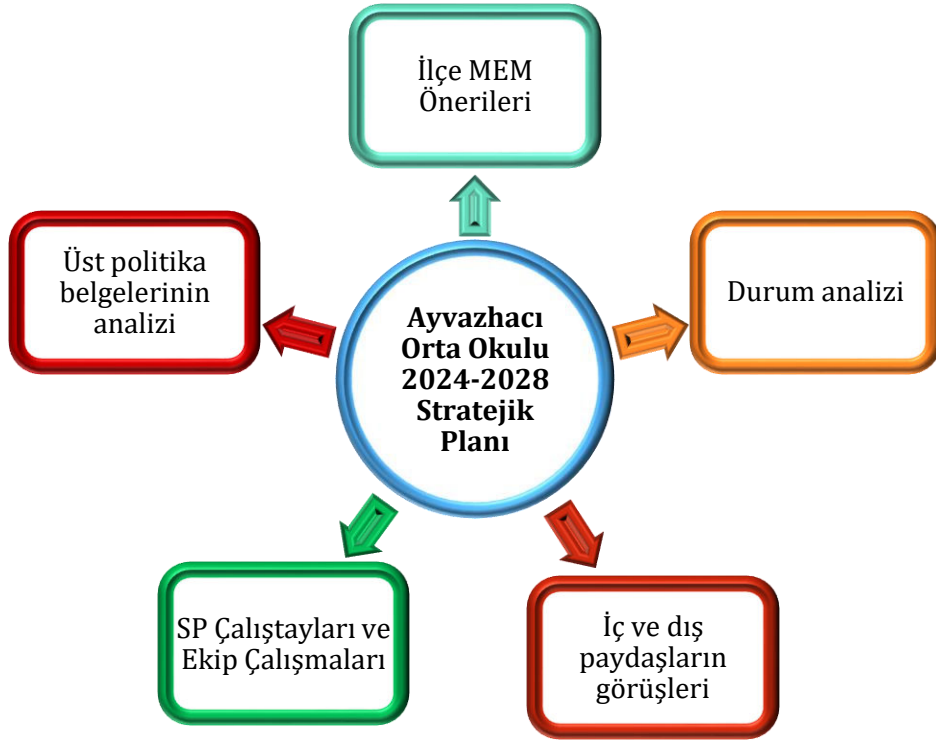 İlçe MEM
Önerileri
Üst politika
belgelerinin
analizi
Durum analizi
Ayvazhacı
Orta Okulu
2024-2028
Stratejik
Planı
SP Çalıştayları ve
Ekip Çalışmaları
İç ve dış
paydaşların
görüşleri